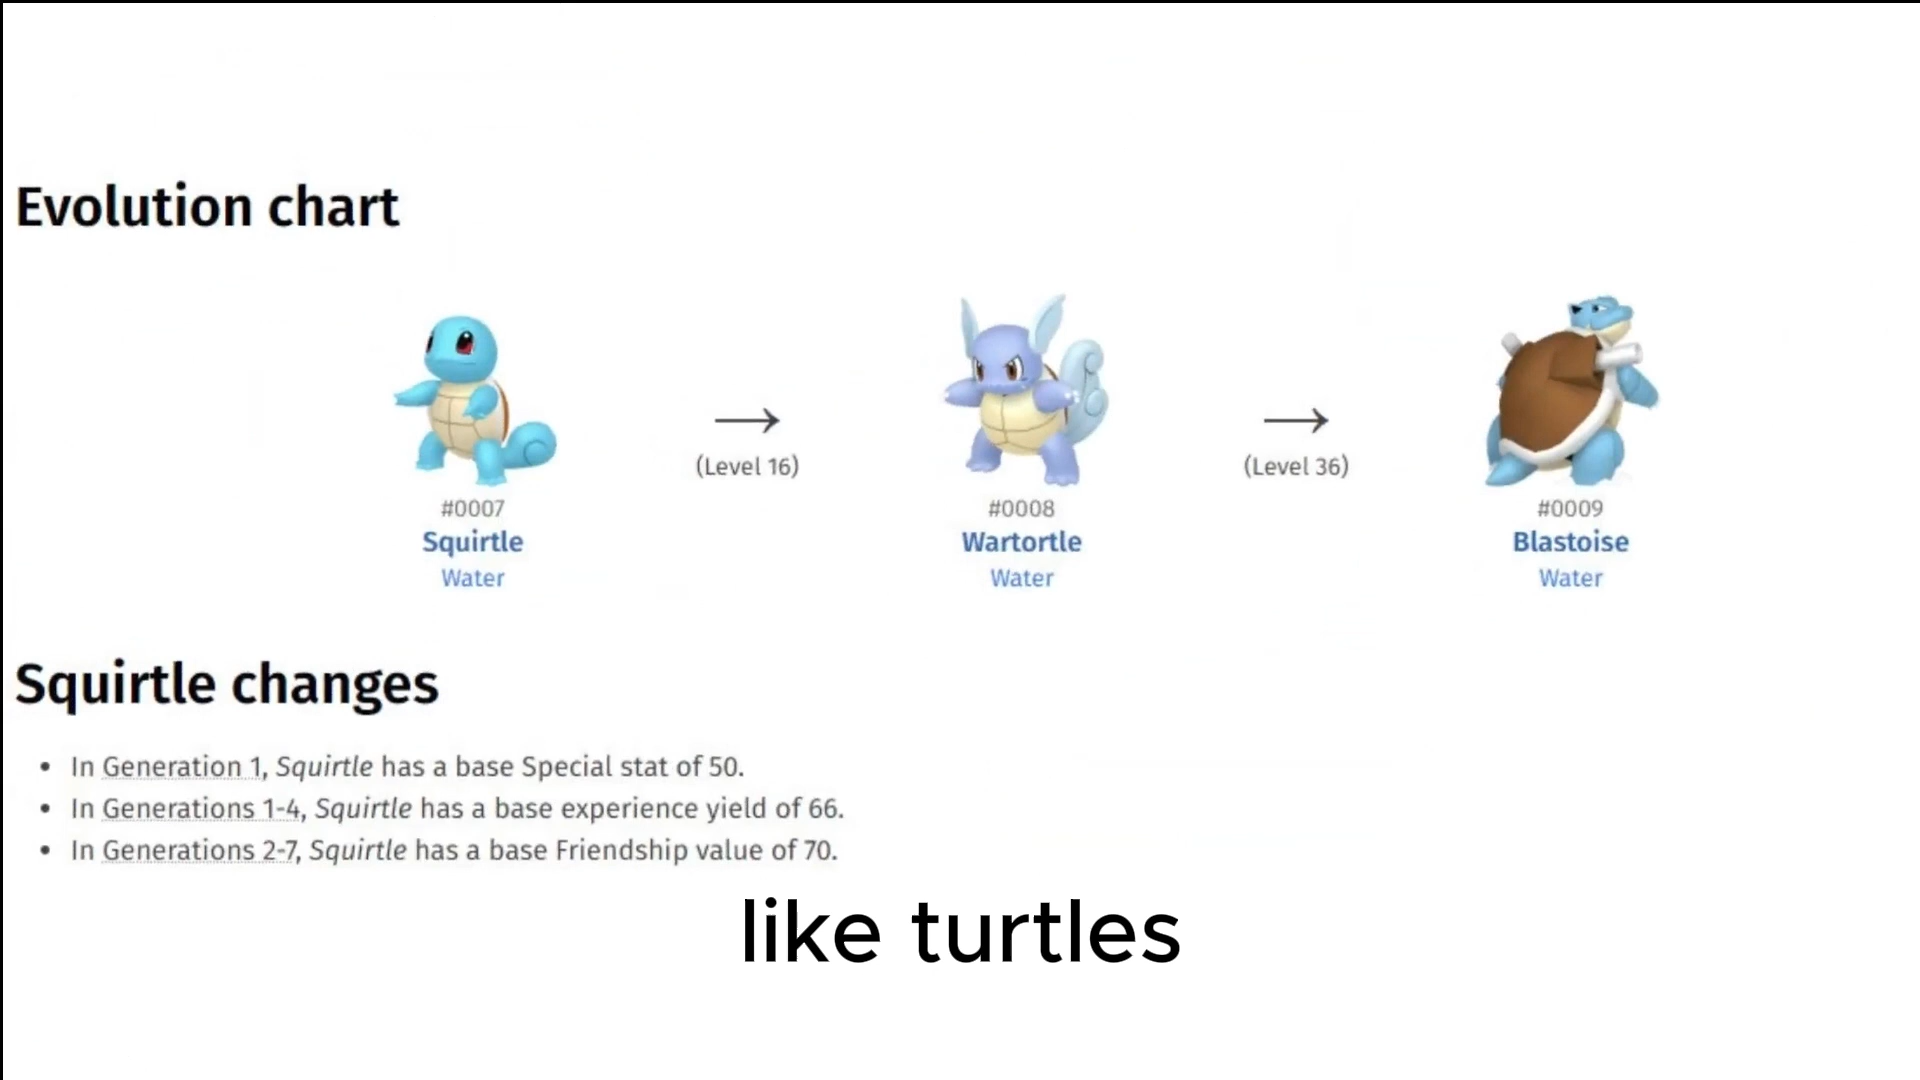 Evolution chart
(Level 16)
(Level 36)
#0007
#0008
#0009
Squirtle
Wartortle
Blastoise
Water
Water
Water
Squirtle changes
• In Generation 1, Squirtle has a base Special stat of 50.
• In Generations 1-4, Squirtle has a base experience yield of 66.
• In Generations 2-7, Squirtle has a base Friendship value of 70.
like turtles